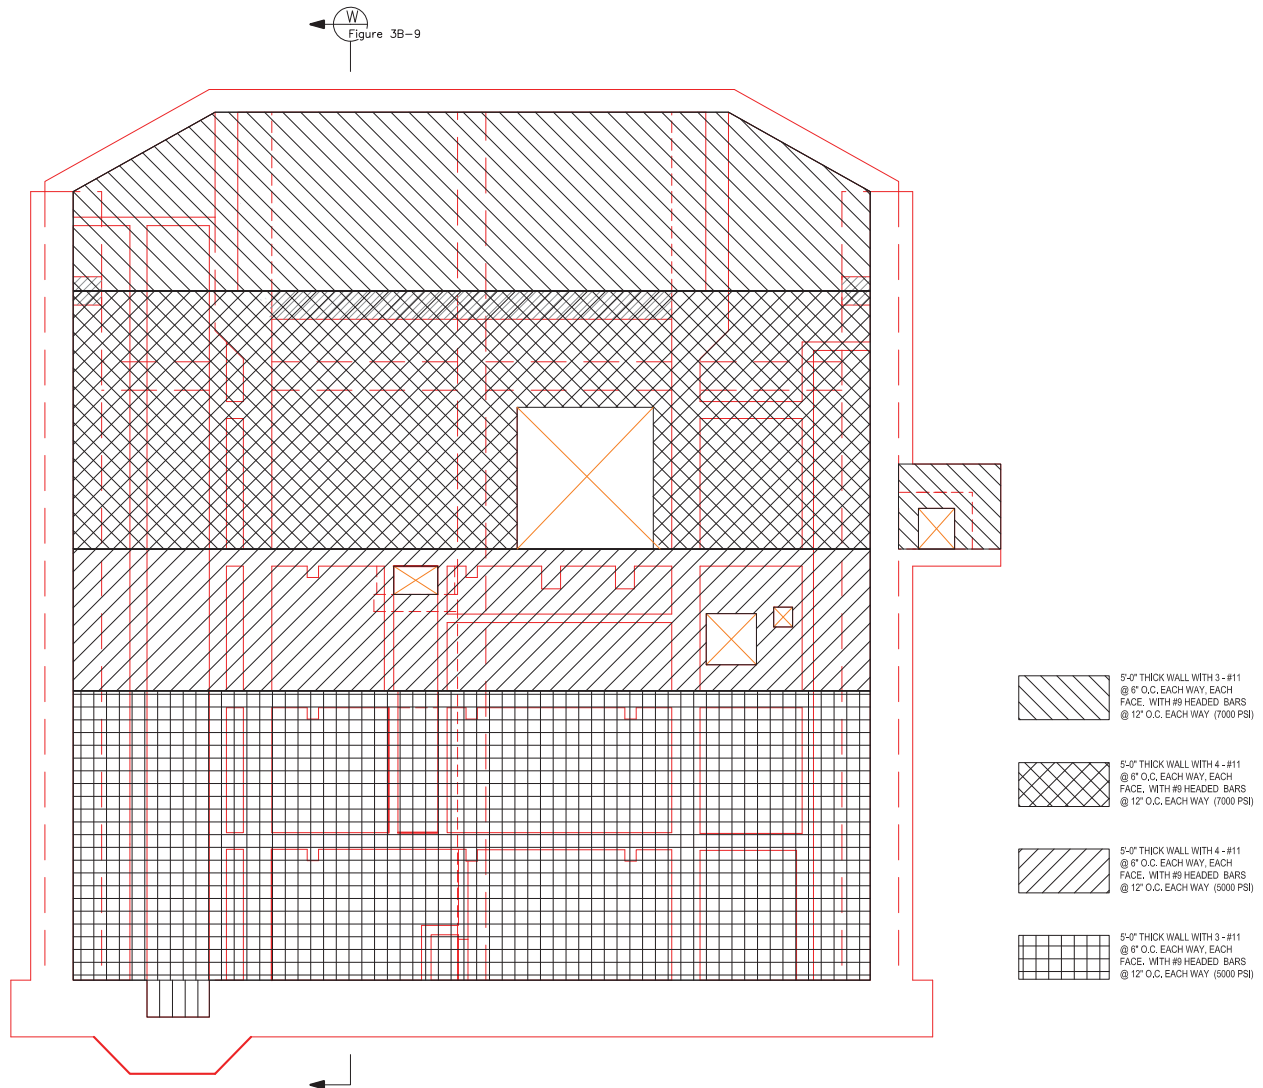 W
Figure 3B-9
5'-0" THICK WALL WITH 3 - #11
@ 6" O.C. EACH WAY, EACH
FACE. WITH #9 HEADED BARS
@ 12" O.C. EACH WAY (7000 PSI)
5'-0" THICK WALL WITH 4 - #11
@ 6" O.C. EACH WAY, EACH
FACE. WITH #9 HEADED BARS
@ 12" O.C. EACH WAY (7000 PSI)
5'-0" THICK WALL WITH 4 - #11
@ 6" O.C. EACH WAY, EACH
FACE. WITH #9 HEADED BARS
@ 12" O.C. EACH WAY (5000 PSI)
5'-0" THICK WALL WITH 3 - #11
@ 6" O.C. EACH WAY, EACH
FACE. WITH #9 HEADED BARS
@ 12" O.C. EACH WAY (5000 PSI)